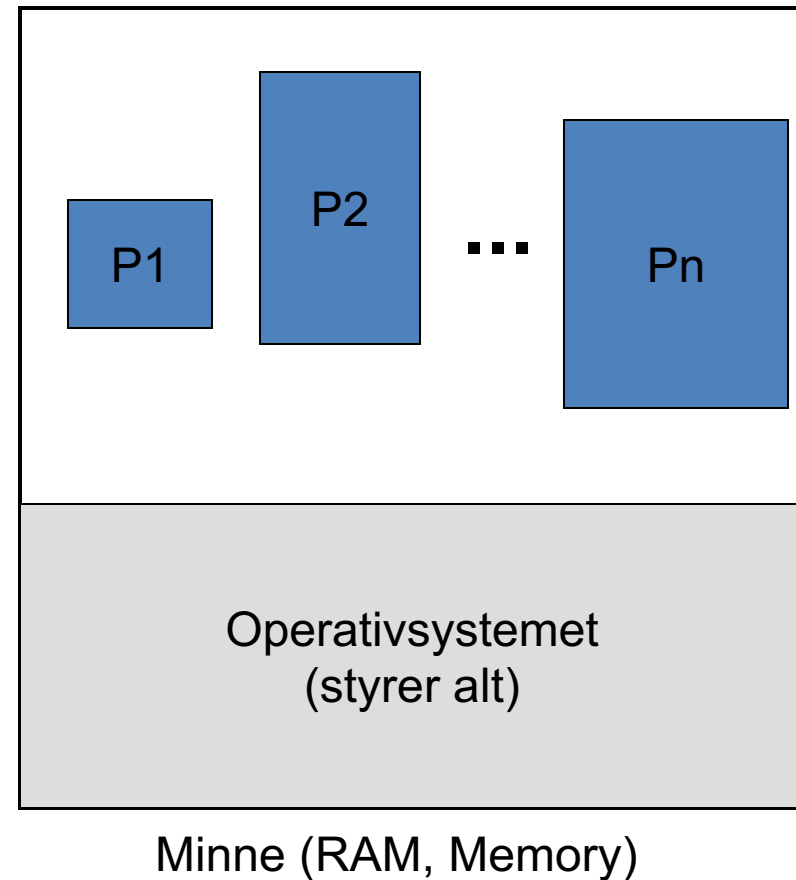 P1
P2
...
Pn
Operativsystemet
(styrer alt)
Minne (RAM, Memory)